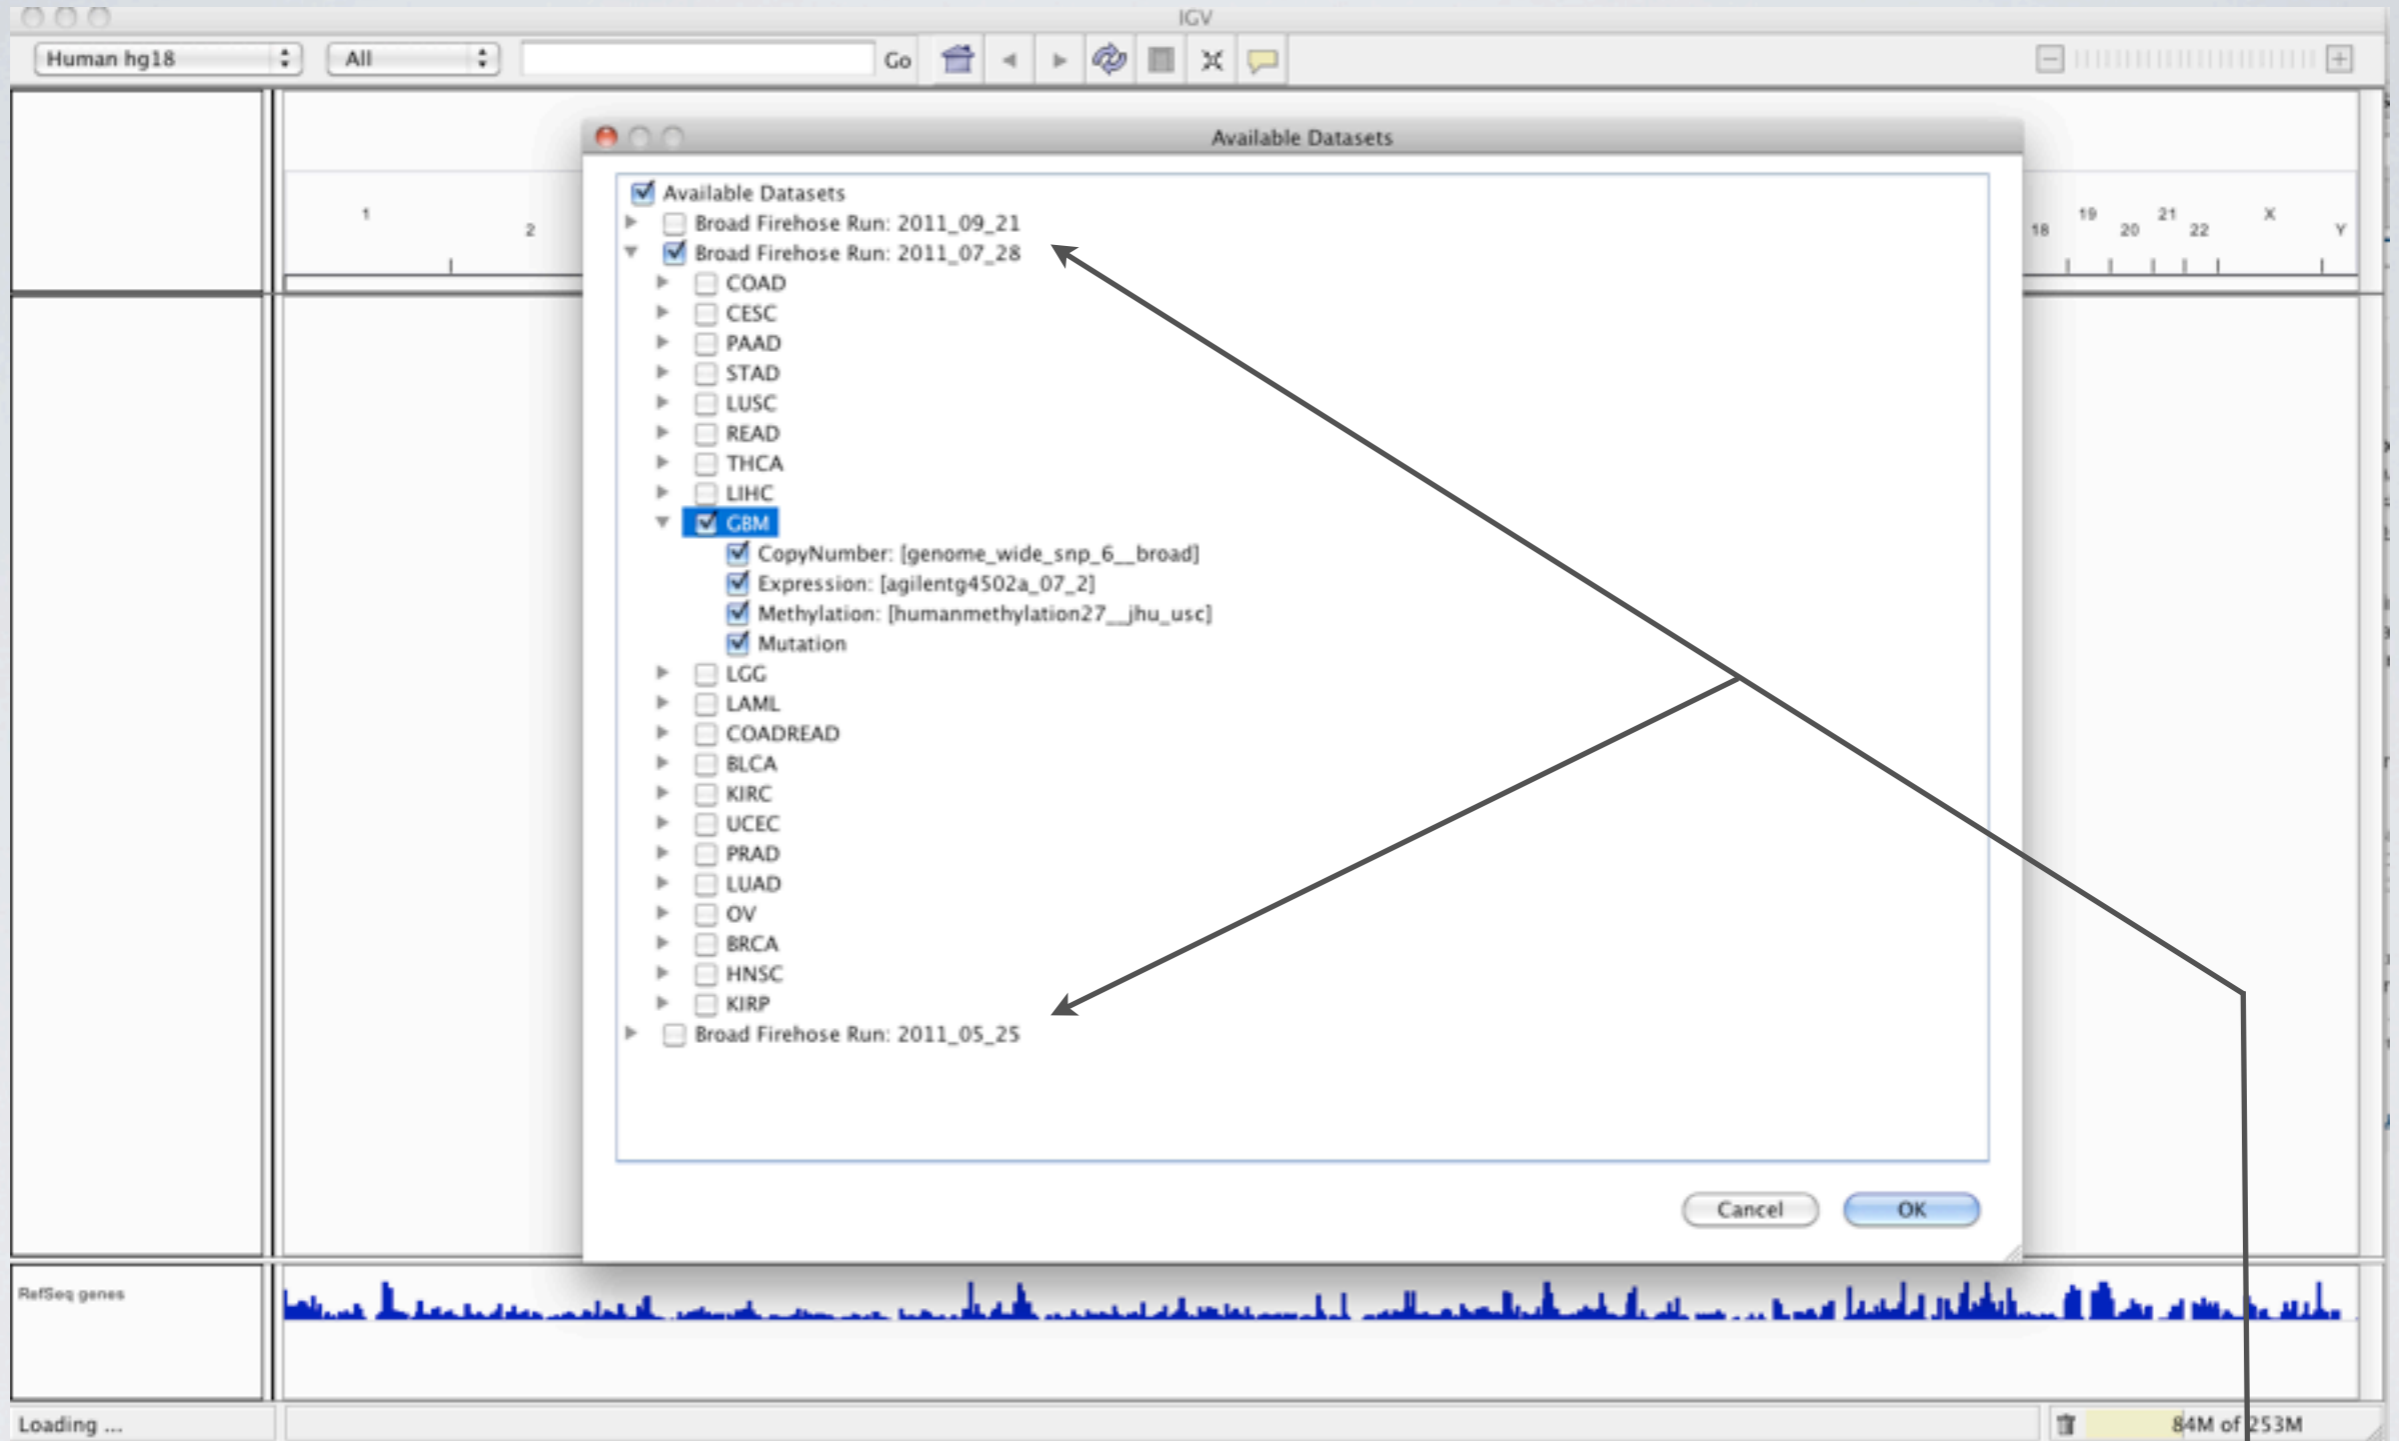 IGV
Human hg18 All Go
Available Datasets
1 2 18 19 20 21 22 X Y
Available Datasets
Broad Firehose Run: 2011_09_21
Broad Firehose Run: 2011_07_28
COAD
CESC
PAAD
STAD
LUSC
READ
THCA
LIHC
GBM
CopyNumber: [genome_wide_snp_6__broad]
Expression: [agilentg4502a_07_2]
Methylation: [humanmethylation27__jhu_usc]
Mutation
LGG
LAML
COADREAD
BLCA
KIRC
UCEC
PRAD
LUAD
OV
BRCA
HNSC
KIRP
Broad Firehose Run: 2011_05_25
Cancel OK
RefSeq genes
Loading ... 84M of 253M